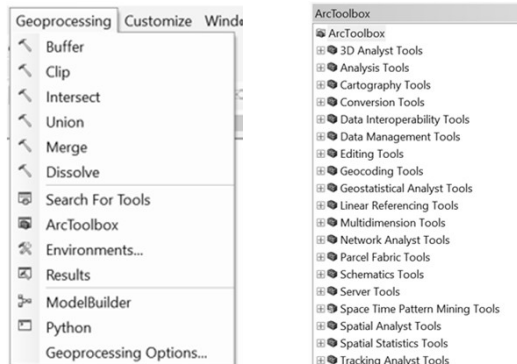 Geoprocessing Customize
Buffer
Clip
Intersect
Union
Merge
Dissolve
Search For Tools
ArcToolbox
Environments...
Results
ModelBuilder
Python
Geoprocessing Options...
ArcToolbox
ArcToolbox
3D Analyst Tools
Analysis Tools
Cartography Tools
Conversion Tools
Data Interoperability Tools
Data Management Tools
Editing Tools
Geocoding Tools
Geostatistical Analyst Tools
Linear Referencing Tools
Multidimension Tools
Network Analyst Tools
Parcel Fabric Tools
Schematics Tools
Server Tools
Space Time Pattern Mining Tools
Spatial Analyst Tools
Spatial Statistics Tools
Tracking Analyst Tools